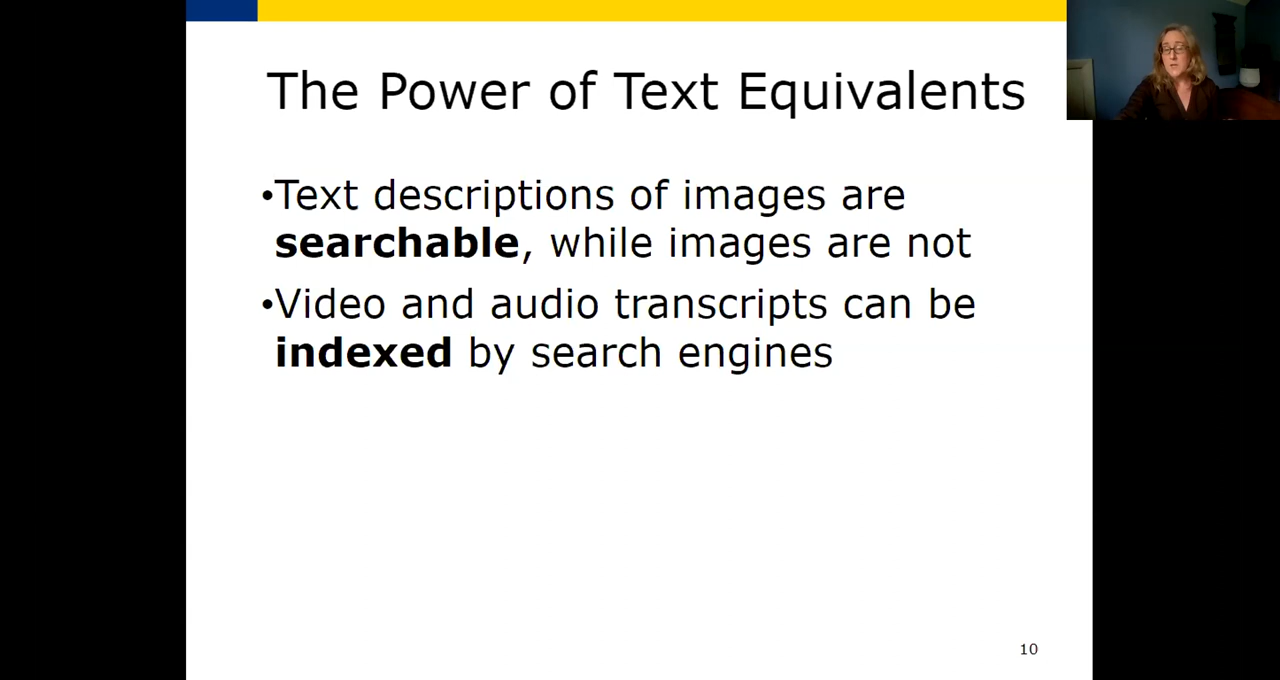 The Power of Text Equivalents
•Text descriptions of images are
searchable, while images are not
•Video and audio transcripts can be
indexed by search engines
10